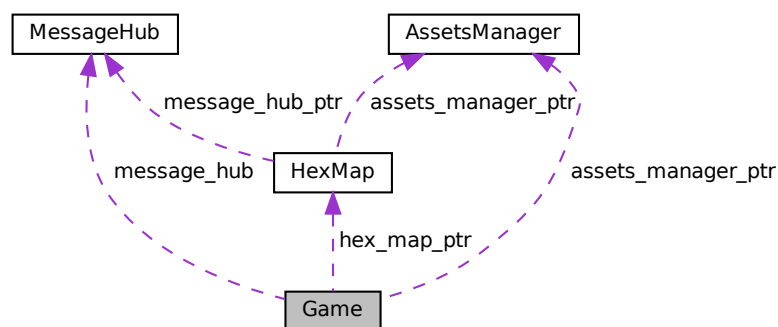 MessageHub
AssetsManager
message_hub_ptr
assets_manager_ptr
message_hub
HexMap
assets_manager_ptr
hex_map_ptr
Game